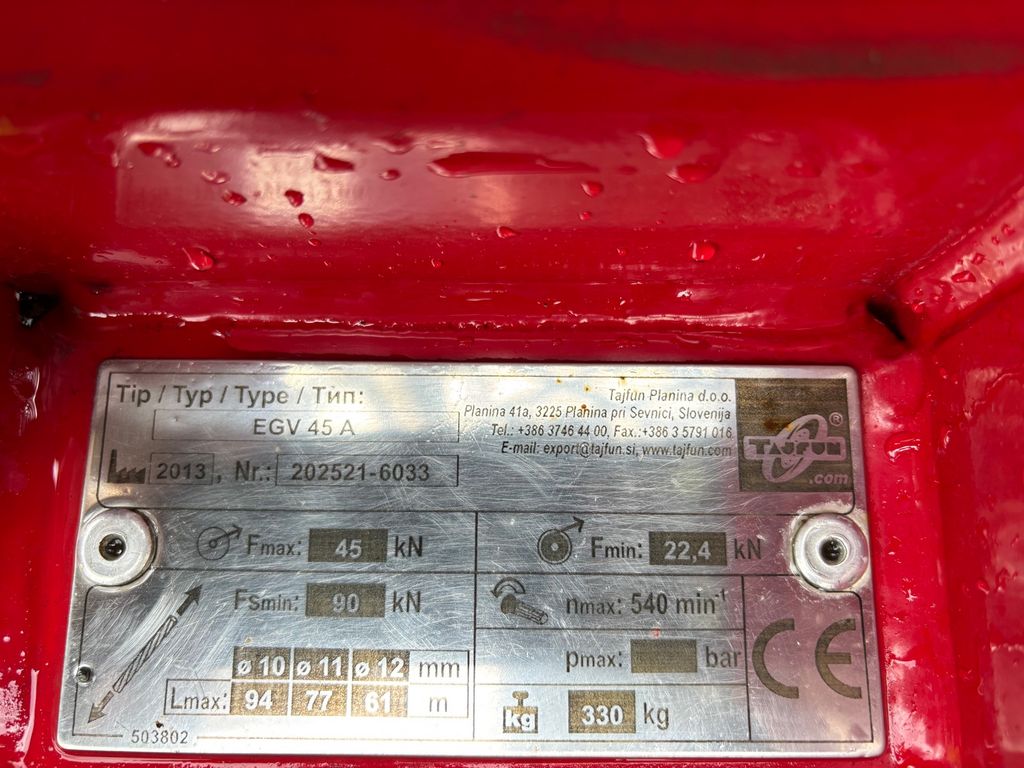 Tip / Typ / Type / Тип:
EGV 45 A
2013, Nr.: 202521-6033
Tajfun Planina d.o.o.
Planina 41a, 3225 Planina pri Sevnici, Slovenija
Tel.: +386 3746 44 00, Fax.:+386 3 5791 016
E-mail: export@tajfun.si, www.tajfun.com
TAJFUN®
.com
Fmax: 45 kN
Fmin: 22,4 kN
FSmin: 90 kN
nmax: 540 min⁻¹
pmax: bar
ø 10 ø 11 ø 12 mm
Lmax: 94 77 61 m
kg 330 kg
CE
503802